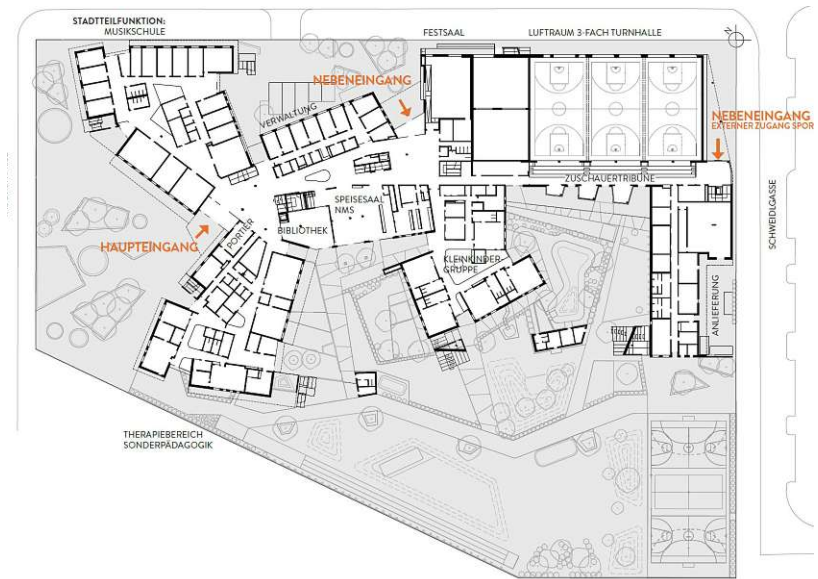 STADTTEILFUNKTION:
MUSIKSCHULE
FESTSAAL
LUFTRAUM 3-FACH TURNHALLE
N
NEBENEINGANG
VERWALTUNG
NEBENEINGANG
EXTERNER ZUGANG SPOR
ZUSCHAUERTRIBÜNE
SPEISESAAL
NMS
BIBLIOTHEK
PORTIER
HAUPTEINGANG
KLEINKINDER
GRUPPE
SCHWEIDLGASSE
ANLIEFERUNG
THERAPIEBEREICH
SONDERPÄDAGOGIK